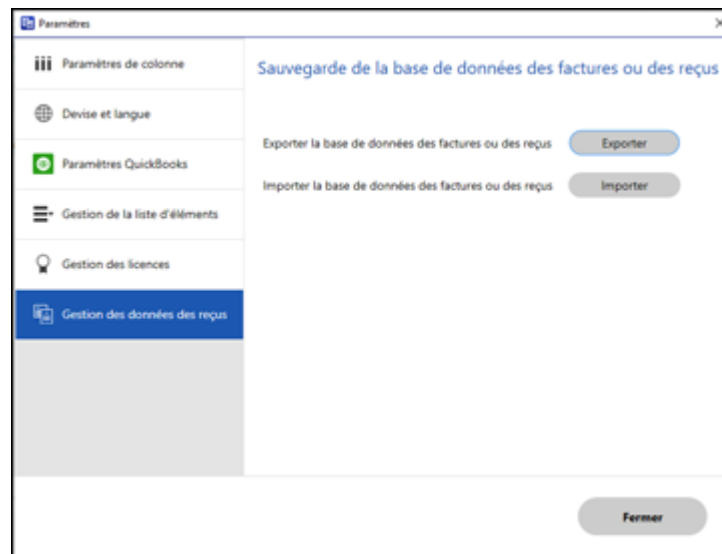 Paramètres
Paramètres de colonne
Devise et langue
Paramètres QuickBooks
Gestion de la liste d'éléments
Gestion des licences
Gestion des données des reçus
Sauvegarde de la base de données des factures ou des reçus
Exporter la base de données des factures ou des reçus Exporter
Importer la base de données des factures ou des reçus Importer
Fermer